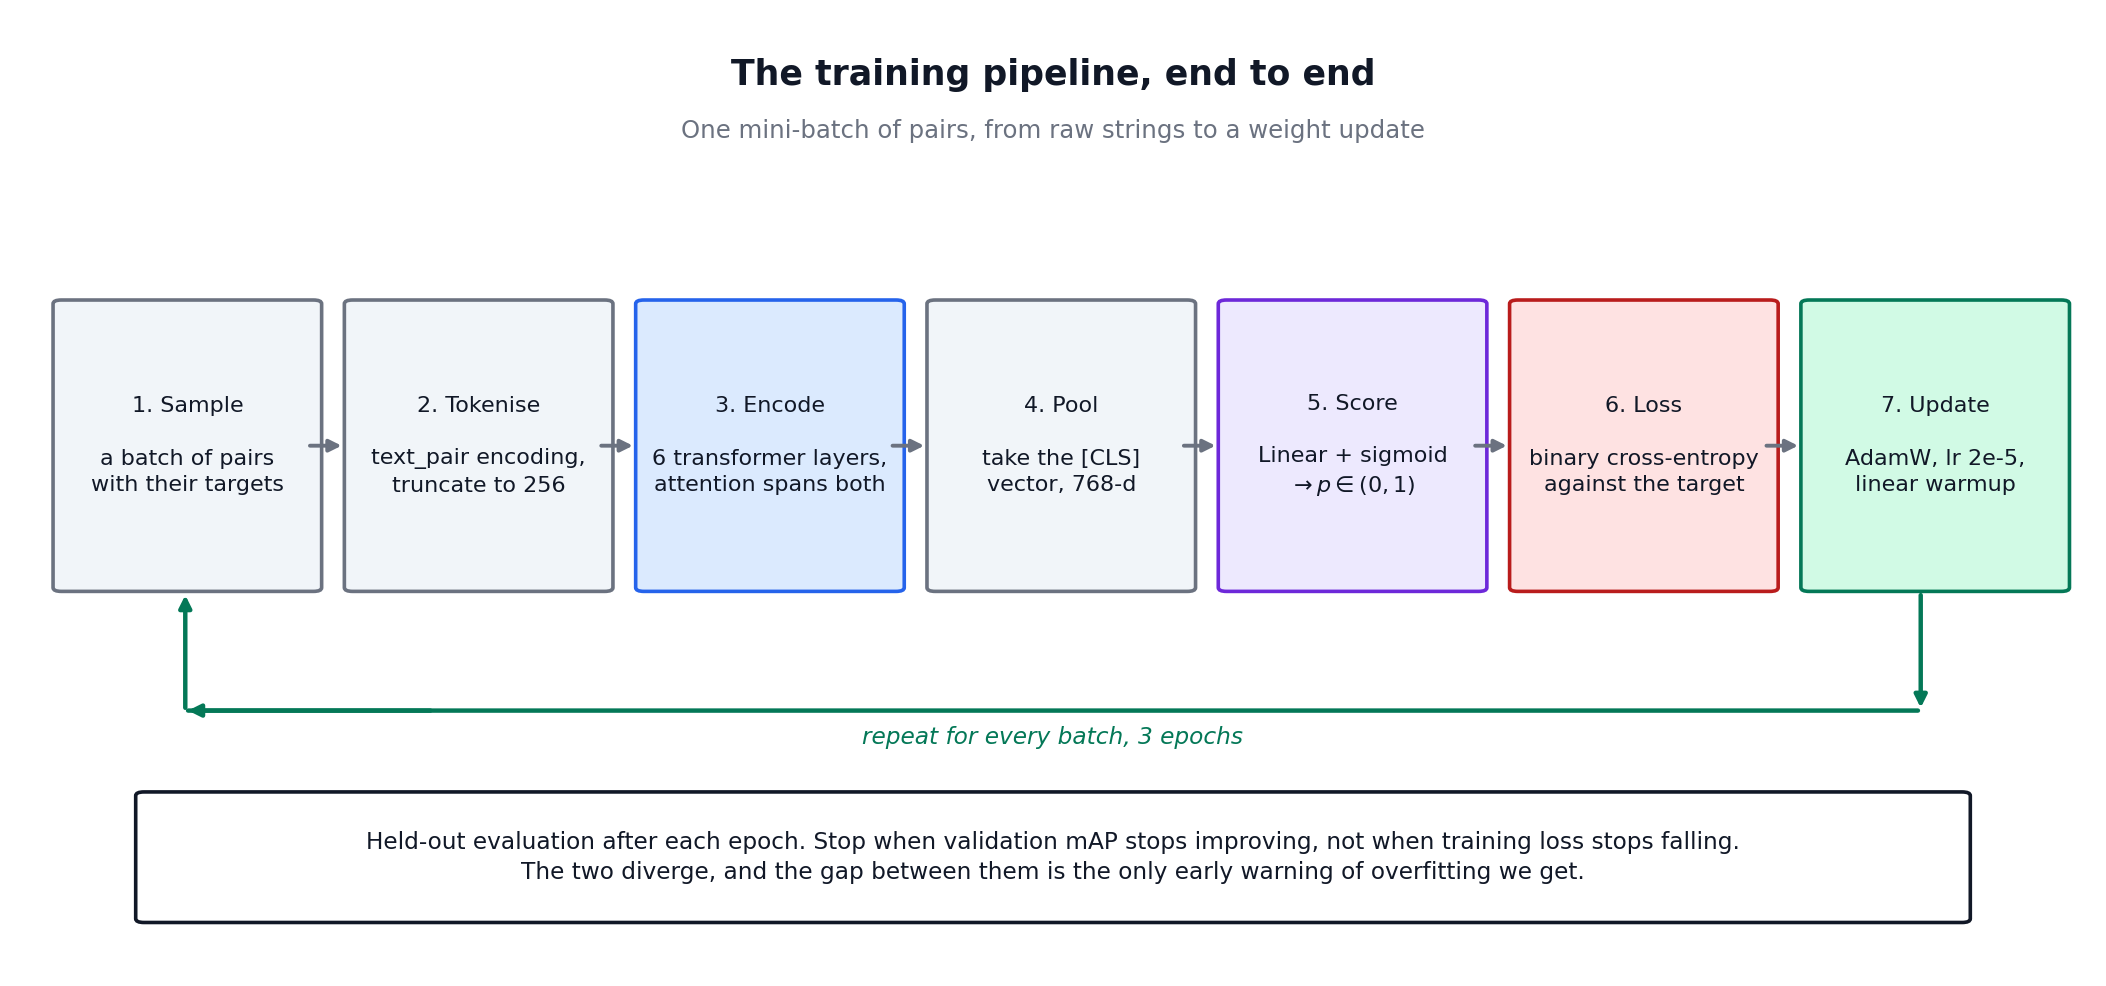 The training pipeline, end to end
One mini-batch of pairs, from raw strings to a weight update
1. Sample
a batch of pairs
with their targets
2. Tokenise
text_pair encoding,
truncate to 256
3. Encode
6 transformer layers,
attention spans both
4. Pool
take the [CLS]
vector, 768-d
5. Score
Linear + sigmoid
→ p ∈ (0, 1)
6. Loss
binary cross-entropy
against the target
7. Update
AdamW, lr 2e-5,
linear warmup
repeat for every batch, 3 epochs
Held-out evaluation after each epoch. Stop when validation mAP stops improving, not when training loss stops falling.
The two diverge, and the gap between them is the only early warning of overfitting we get.